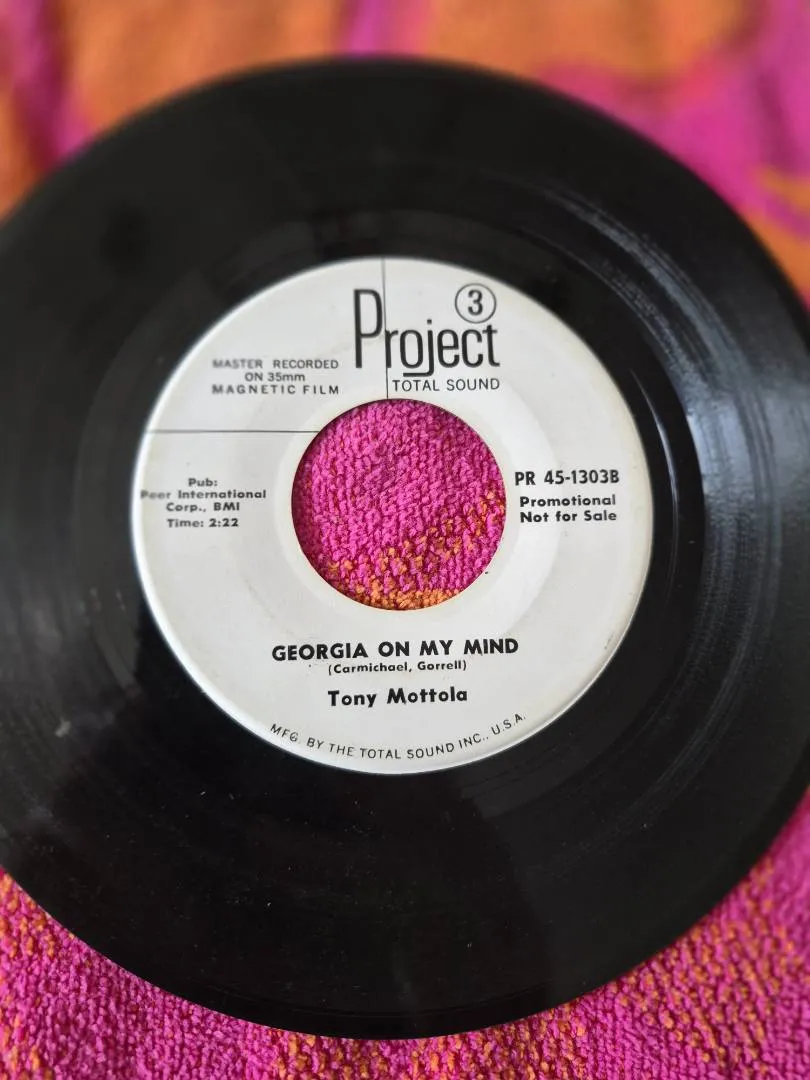 3
Project
TOTAL SOUND
MASTER RECORDED
ON 35mm
MAGNETIC FILM
Pub:
Peer International
Corp., BMI
Time: 2:22
PR 45-1303B
Promotional
Not for Sale
GEORGIA ON MY MIND
(Carmichael, Gorrell)
Tony Mottola
MFG. BY THE TOTAL SOUND INC., U.S.A.